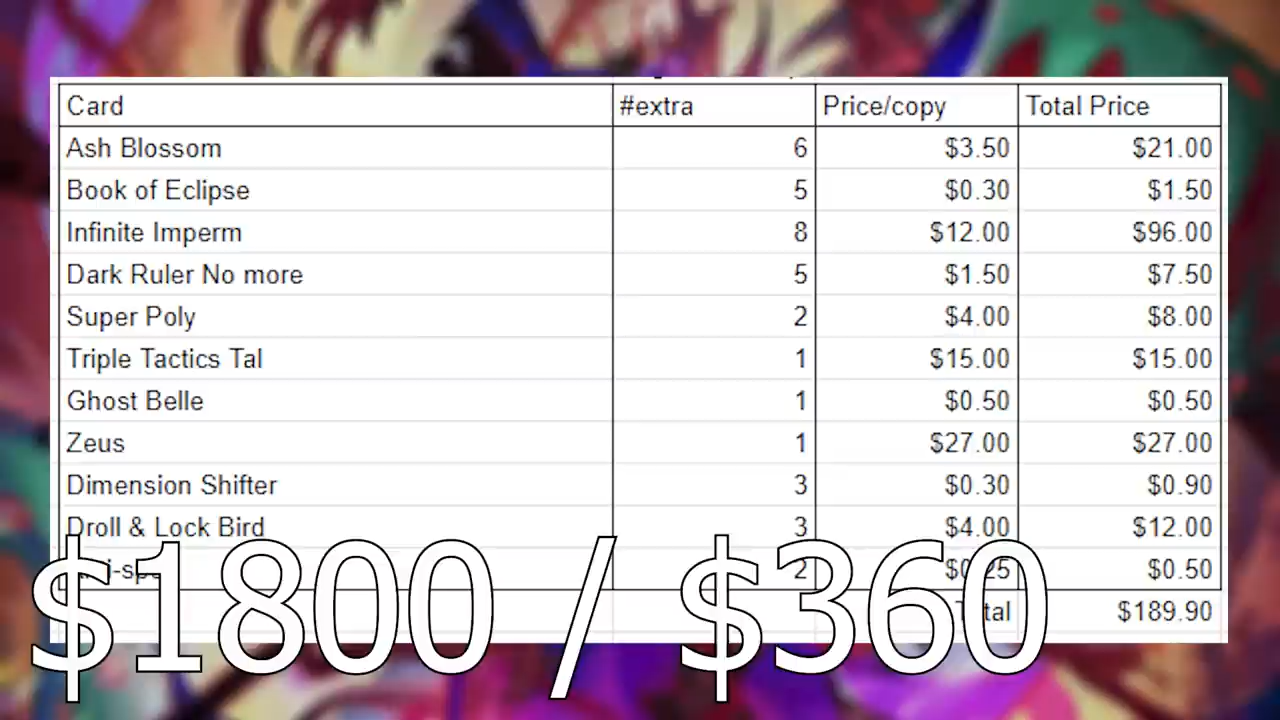 Card #extra Price/copy Total Price
Ash Blossom 6 $3.50 $21.00
Book of Eclipse 5 $0.30 $1.50
Infinite Imperm 8 $12.00 $96.00
Dark Ruler No more 5 $1.50 $7.50
Super Poly 2 $4.00 $8.00
Triple Tactics Tal 1 $15.00 $15.00
Ghost Belle 1 $0.50 $0.50
Zeus 1 $27.00 $27.00
Dimension Shifter 3 $0.30 $0.90
Droll & Lock Bird 3 $4.00 $12.00
2 $0.25 $0.50
Total $189.90
$1800 / $360